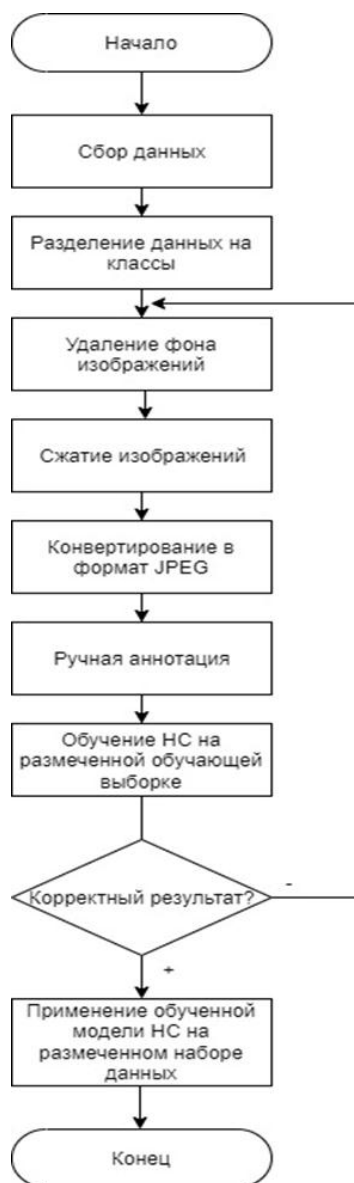 Начало
Сбор данных
Разделение данных на
классы
Удаление фона
изображений
Сжатие изображений
Конвертирование в
формат JPEG
Ручная аннотация
Обучение НС на
размеченной обучающей
выборке
Корректный результат?
-
+
Применение обученной
модели НС на
размеченном наборе
данных
Конец